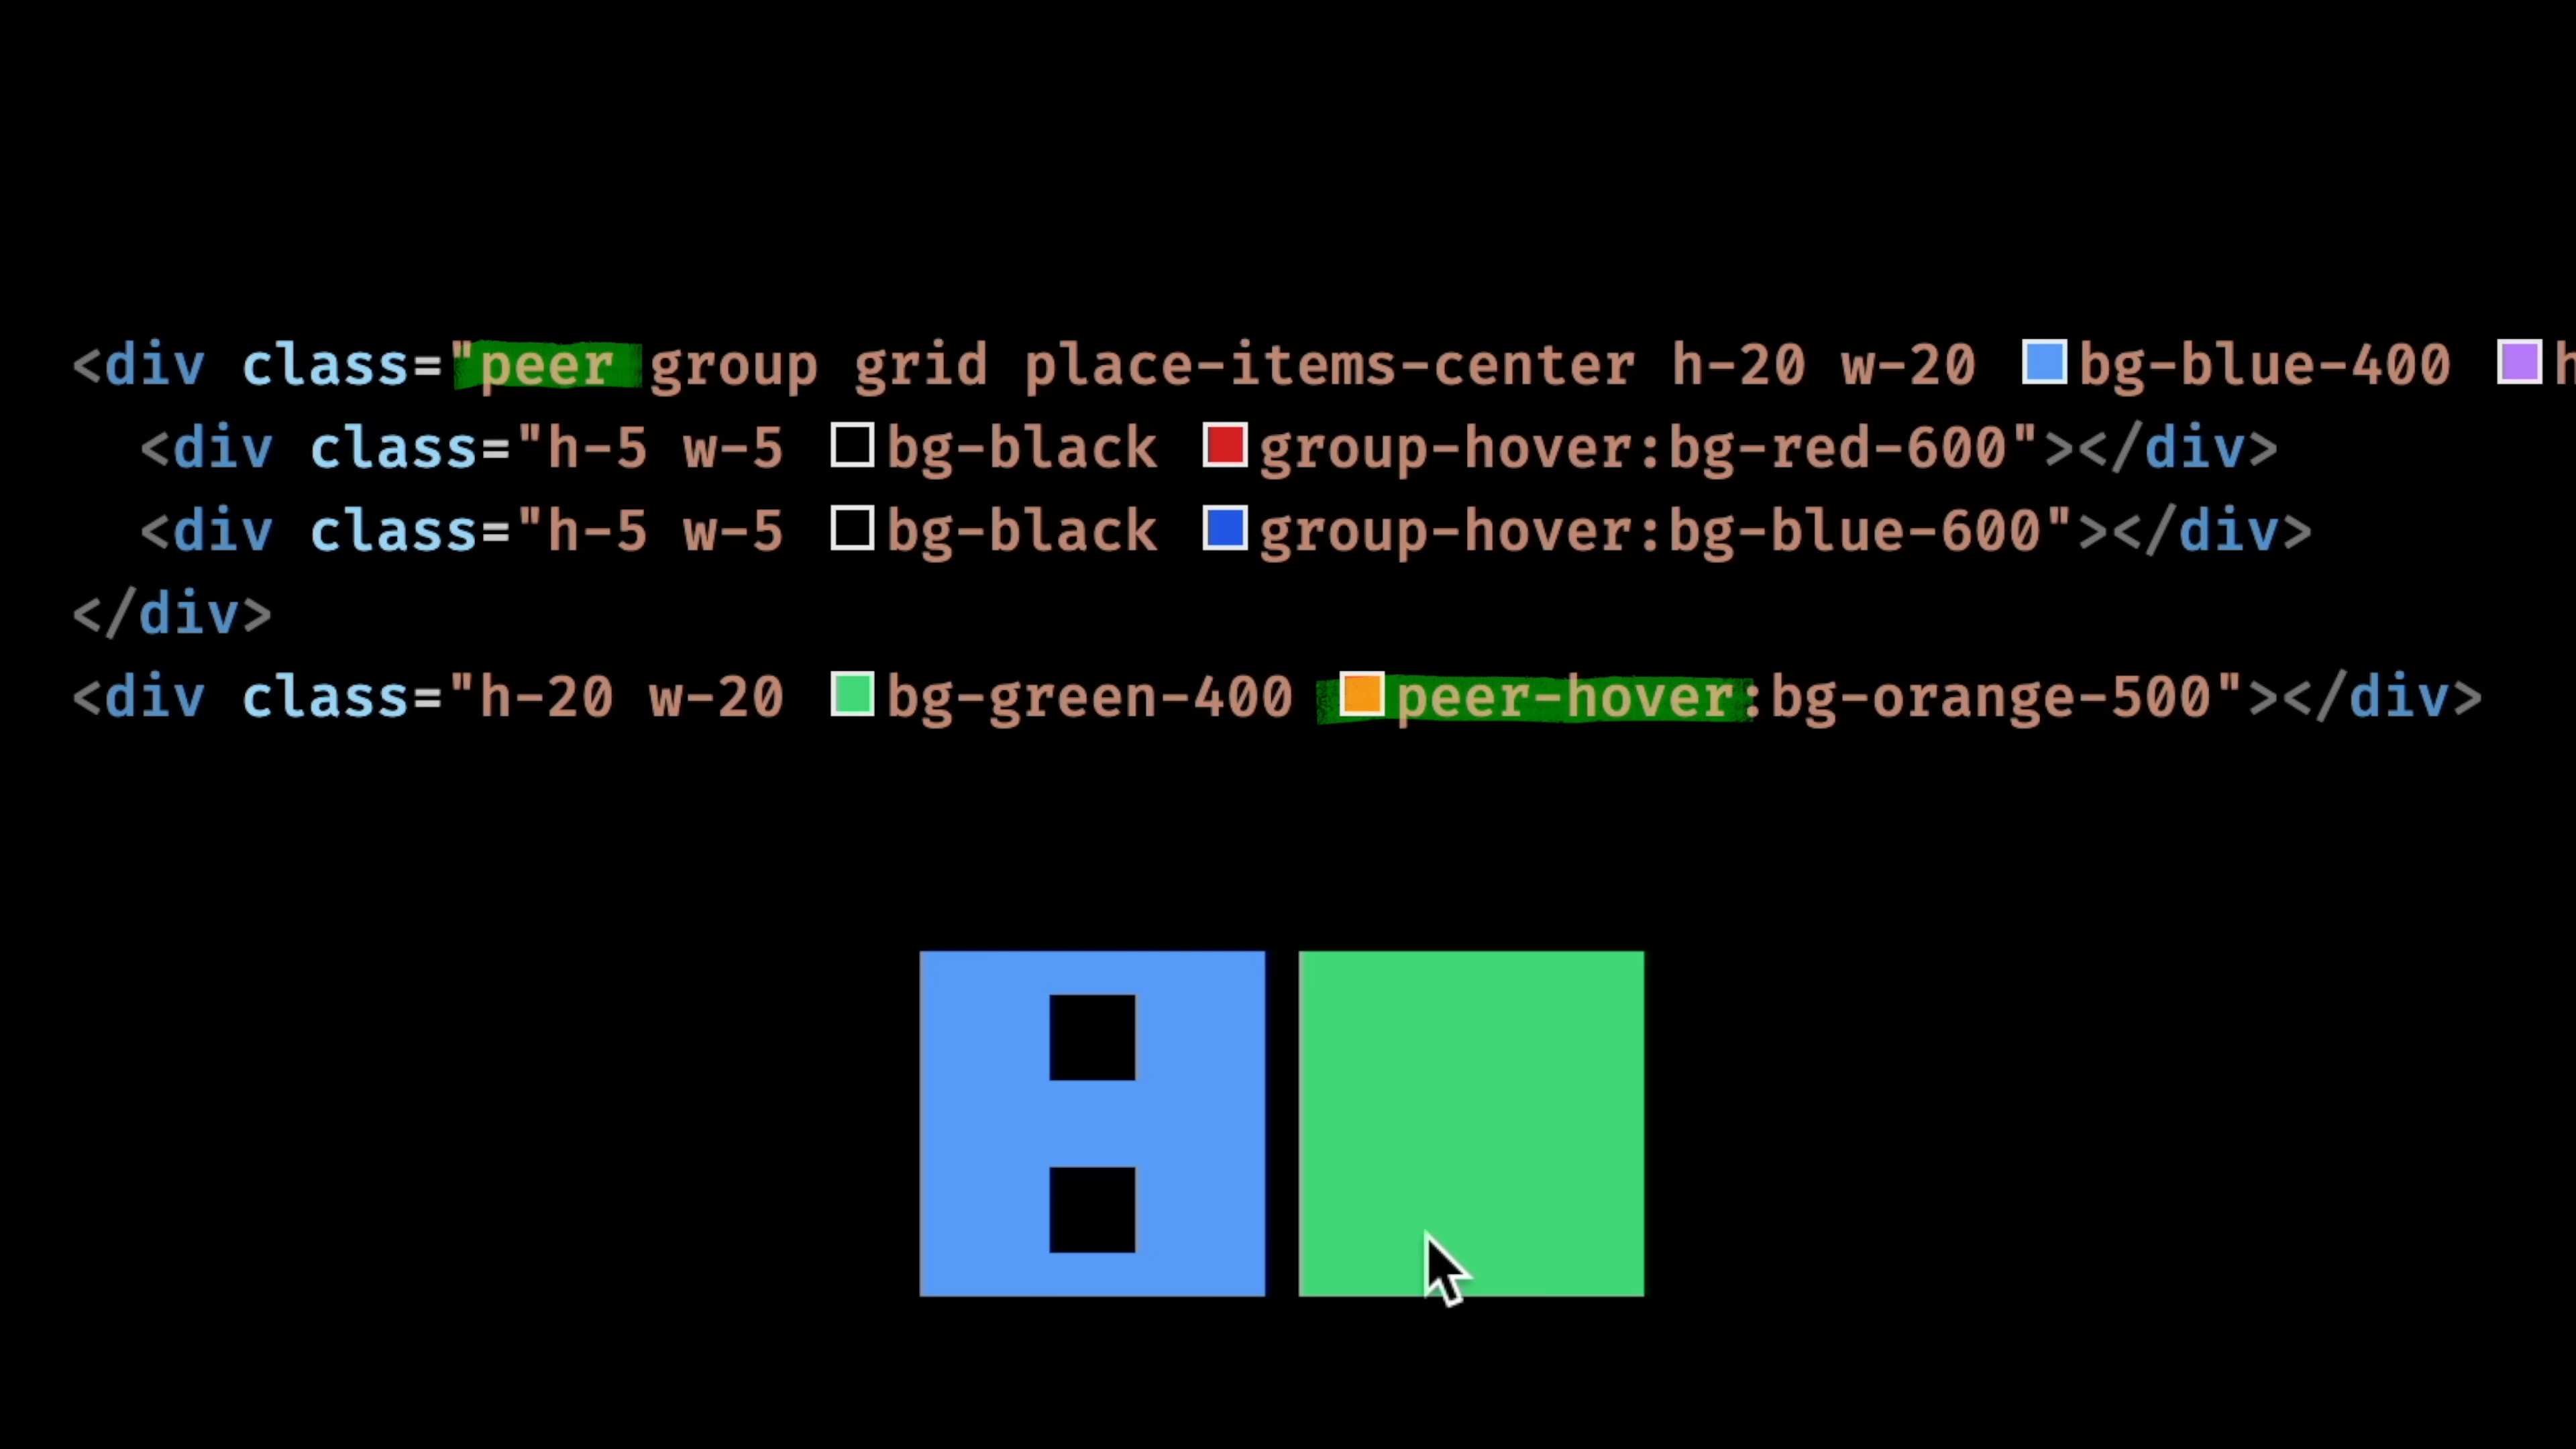 <div class="peer group grid place-items-center h-20 w-20 bg-blue-400 h
<div class="h-5 w-5 bg-black group-hover:bg-red-600"></div>
<div class="h-5 w-5 bg-black group-hover:bg-blue-600"></div>
</div>
<div class="h-20 w-20 bg-green-400 peer-hover:bg-orange-500"></div>